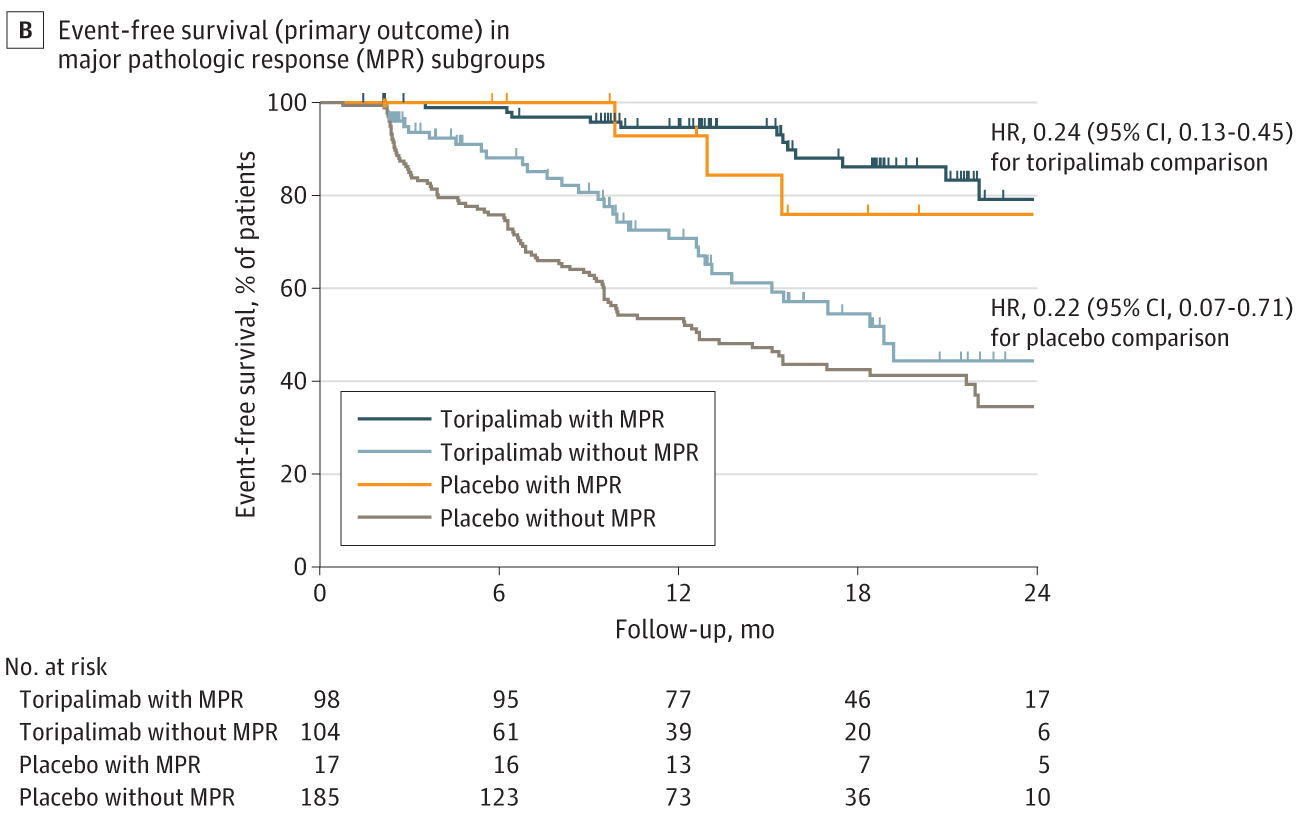 B Event-free survival (primary outcome) in
major pathologic response (MPR) subgroups
Event-free survival, % of patients
100
80
60
40
20
0
HR, 0.24 (95% CI, 0.13-0.45)
for toripalimab comparison
HR, 0.22 (95% CI, 0.07-0.71)
for placebo comparison
Toripalimab with MPR
Toripalimab without MPR
Placebo with MPR
Placebo without MPR
0 6 12 18 24
Follow-up, mo
No. at risk
Toripalimab with MPR 98 95 77 46 17
Toripalimab without MPR 104 61 39 20 6
Placebo with MPR 17 16 13 7 5
Placebo without MPR 185 123 73 36 10